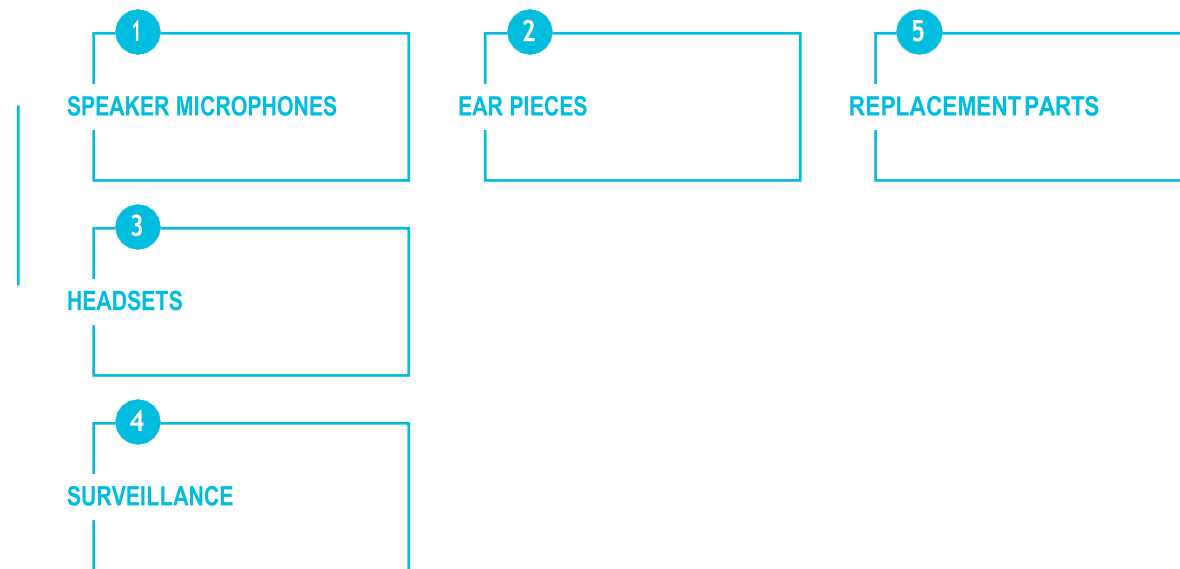 1
SPEAKER MICROPHONES
2
EAR PIECES
5
REPLACEMENT PARTS
3
HEADSETS
4
SURVEILLANCE